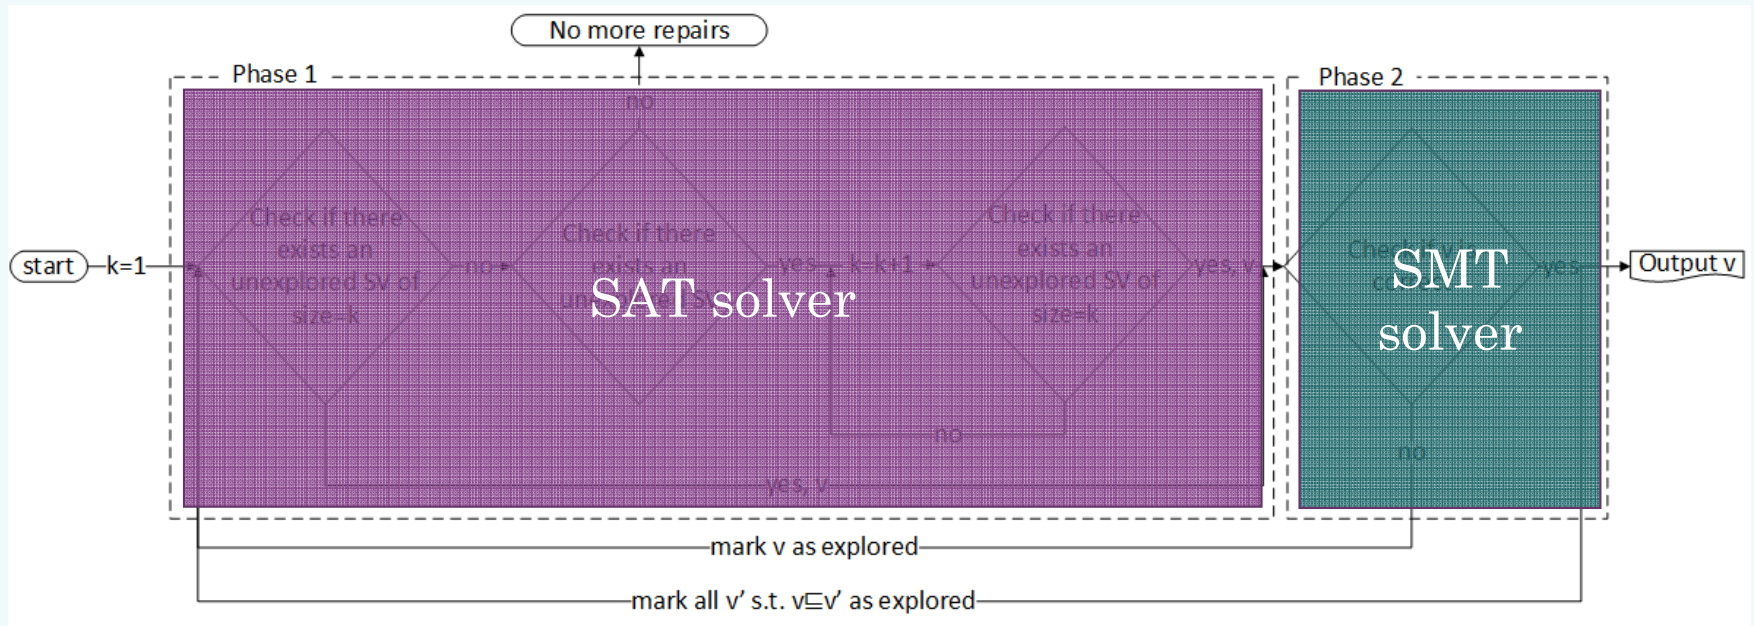 No more repairs
Phase 1
Phase 2
no
Check if there
exists an
unexplored SV of
size=k
Check if there
exists an
Check if there
exists an
unexplored SV of
size=k
start
k=1
no
yes
k=k+1
yes, v
yes
Output v
SAT solver
SMT
solver
no
no
yes, v
mark v as explored
mark all v’ s.t. v⊑v’ as explored